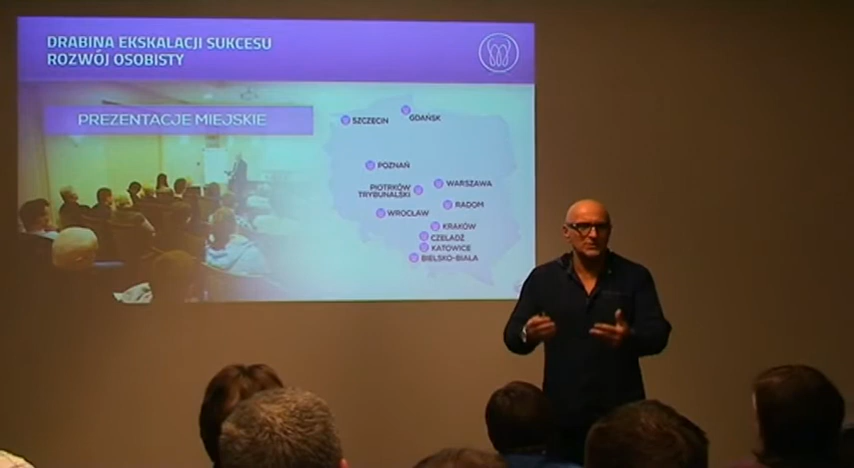 DRABINA EKSKALACJI SUKCESU
ROZWÓJ OSOBISTY
PREZENTACJE MIEJSKIE
SZCZECIN
GDAŃSK
POZNAŃ
PIOTRKÓW
TRYBUNALSKI
WARSZAWA
RADOM
WROCŁAW
KRAKÓW
CZELADŹ
KATOWICE
BIELSKO-BIAŁA